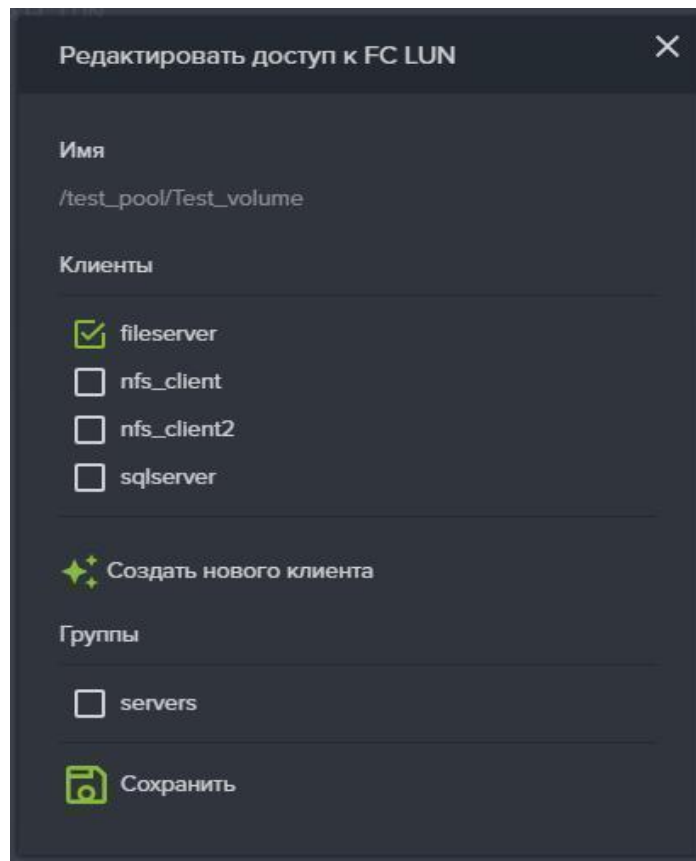 Редактировать доступ к FC LUN
Имя
/test_pool/Test_volume
Клиенты
fileserver
nfs_client
nfs_client2
sqlserver
Создать нового клиента
Группы
servers
Сохранить